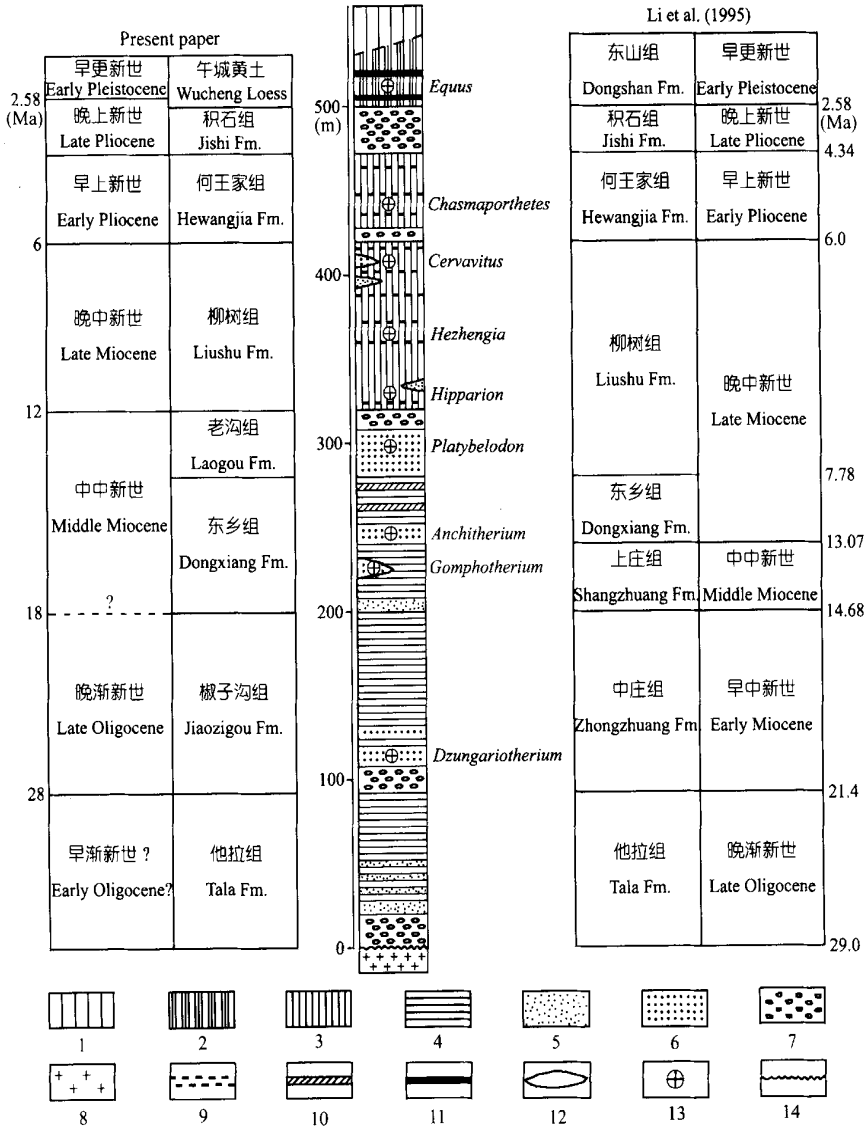 Present paper
早更新世
Early Pleistocene
午城黄土
Wucheng Loess
2.58
(Ma)
晚上新世
Late Pliocene
积石组
Jishi Fm.
早上新世
Early Pliocene
何王家组
Hewangjia Fm.
6
晚中新世
Late Miocene
柳树组
Liushu Fm.
12
中中新世
Middle Miocene
老沟组
Laogou Fm.
东乡组
Dongxiang Fm.
?
18
晚渐新世
Late Oligocene
椒子沟组
Jiaozigou Fm.
28
早渐新世 ?
Early Oligocene?
他拉组
Tala Fm.
500
(m)
400
300
200
100
0
Equus
Chasmaporthetes
Cervavitus
Hezhengia
Hipparion
Platybelodon
Anchitherium
Gomphotherium
Dzungariotherium
Li et al. (1995)
东山组
Dongshan Fm.
早更新世
Early Pleistocene
2.58
(Ma)
积石组
Jishi Fm.
晚上新世
Late Pliocene
4.34
何王家组
Hewangjia Fm.
早上新世
Early Pliocene
6.0
柳树组
Liushu Fm.
晚中新世
Late Miocene
7.78
东乡组
Dongxiang Fm.
13.07
上庄组
Shangzhuang Fm.
中中新世
Middle Miocene
14.68
中庄组
Zhongzhuang Fm
早中新世
Early Miocene
21.4
他拉组
Tala Fm.
晚渐新世
Late Oligocene
29.0
1 2 3 4 5 6 7
8 9 10 11 12 13 14